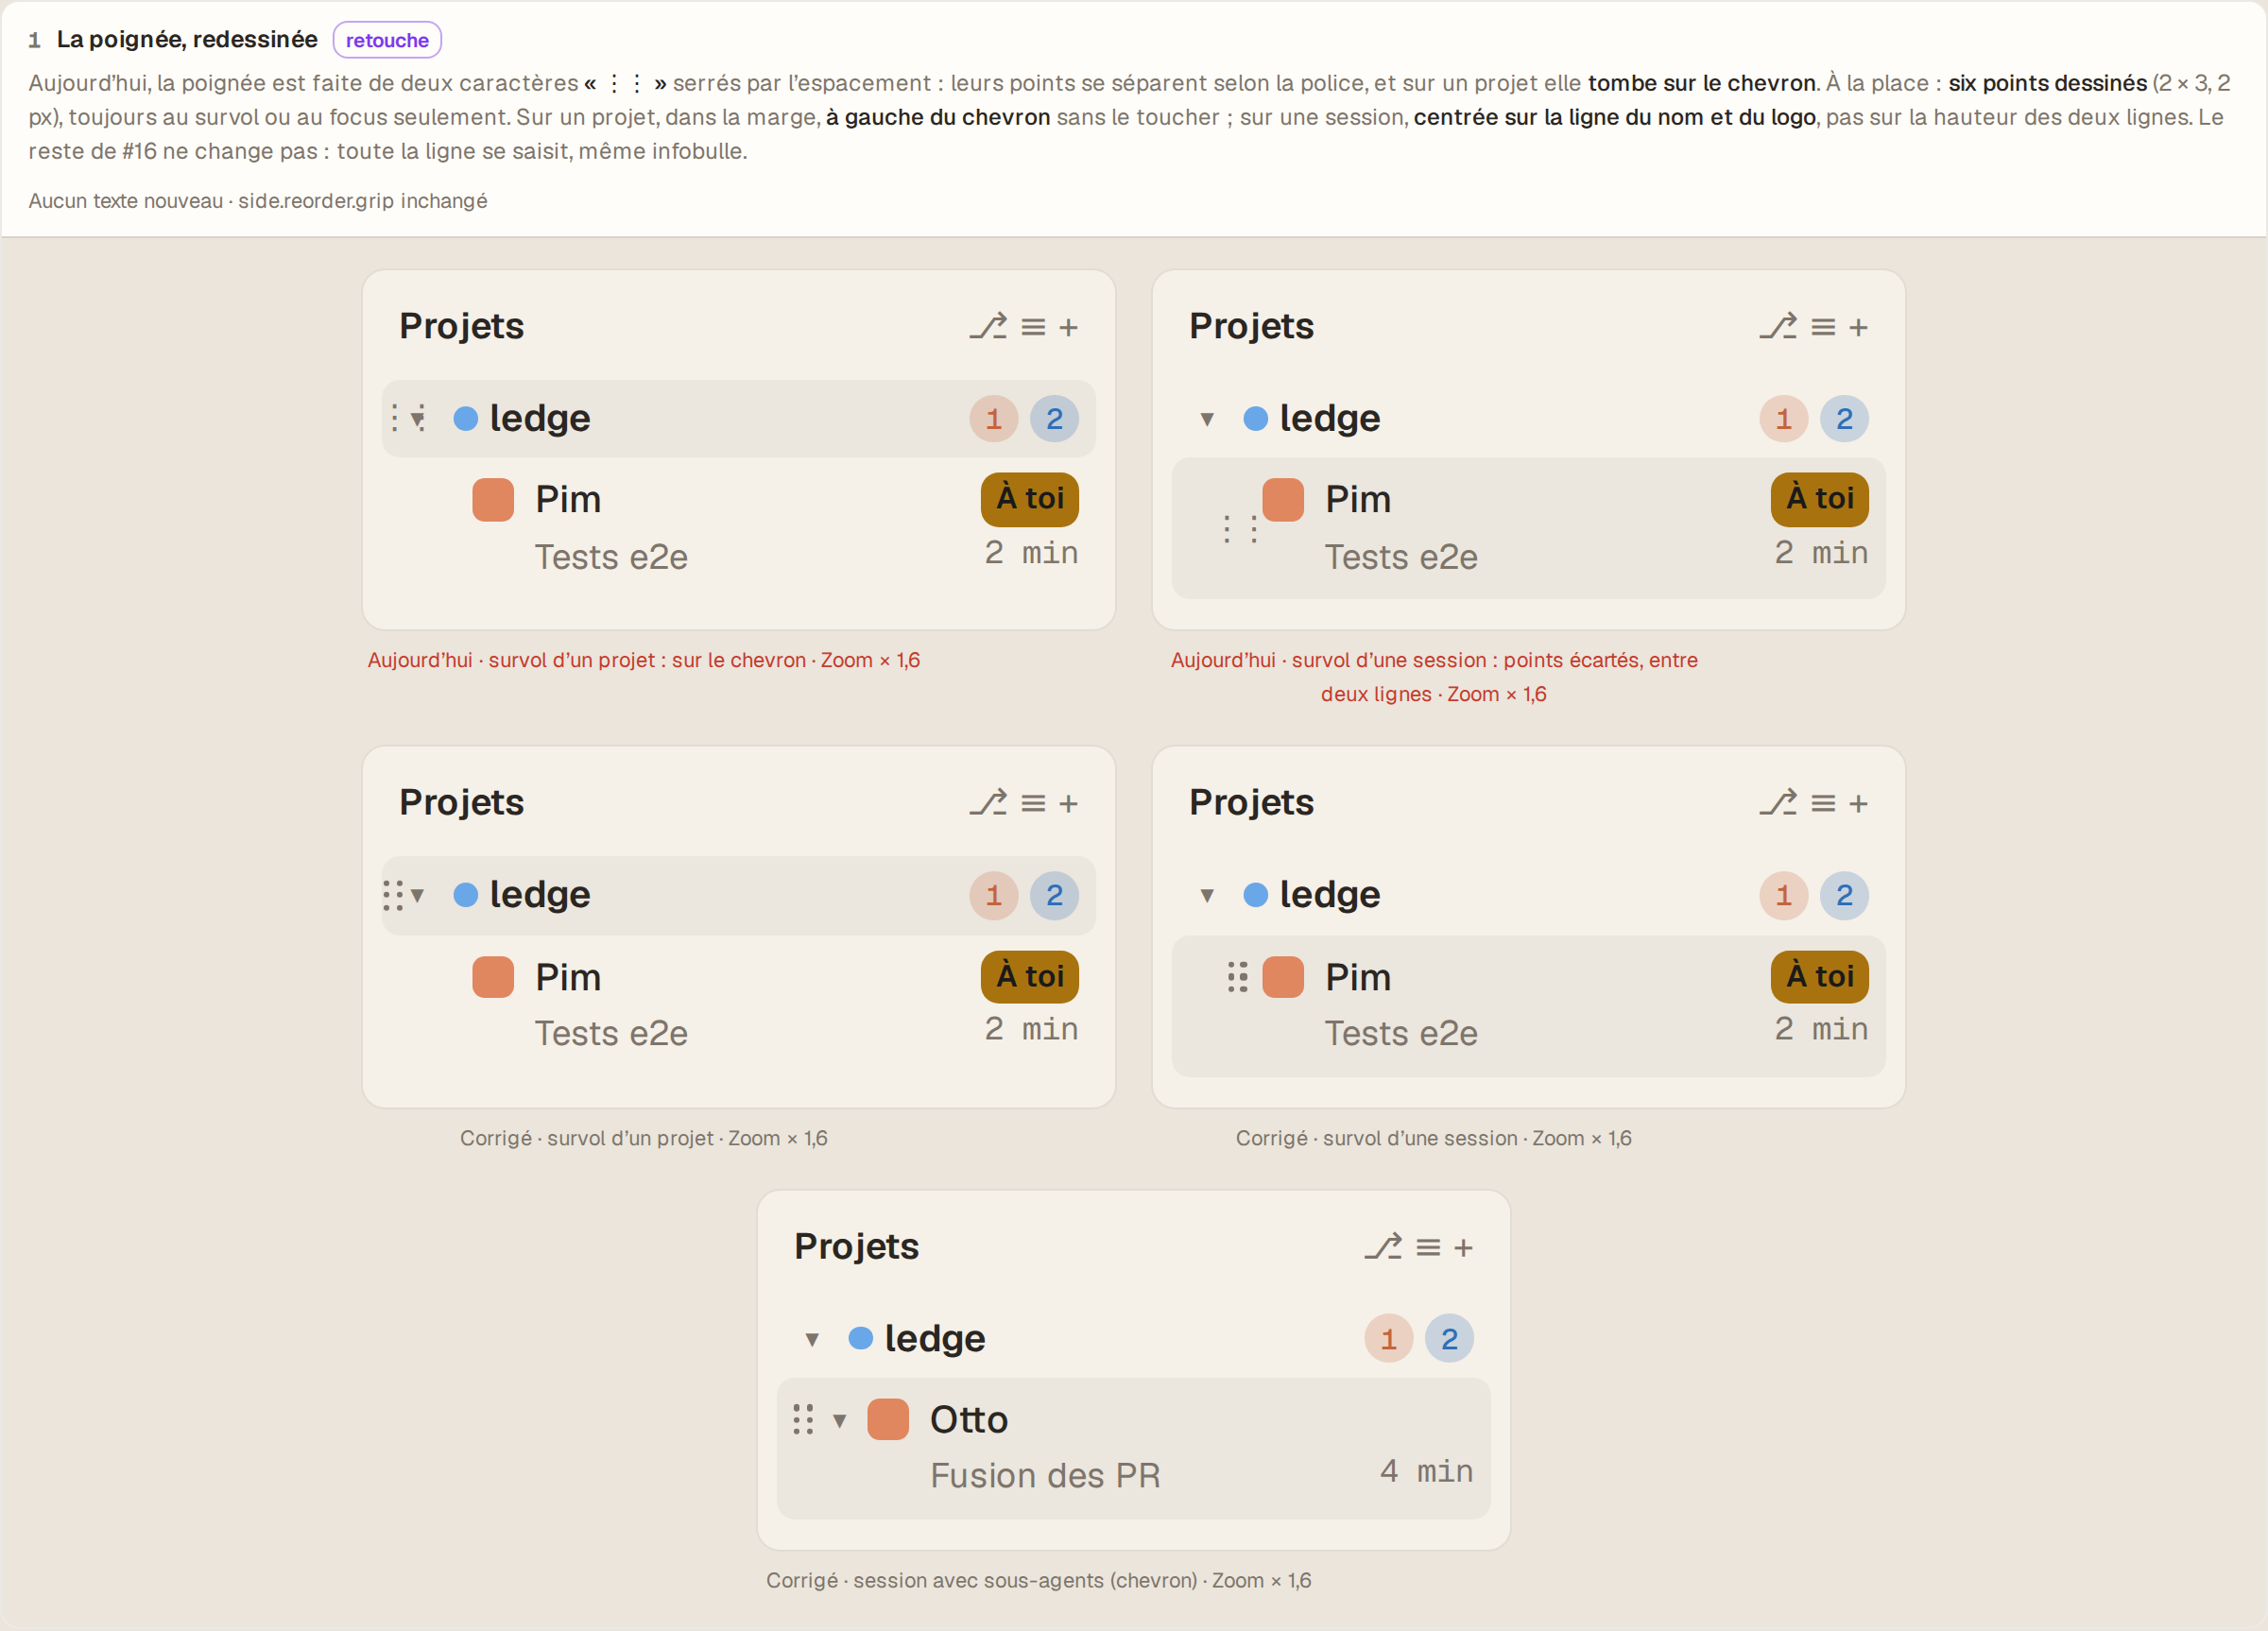 1 La poignée, redessinée retouche
Aujourd’hui, la poignée est faite de deux caractères « ⋮⋮ » serrés par l’espacement : leurs points se séparent selon la police, et sur un projet elle tombe sur le chevron. À la place : six points dessinés (2 × 3, 2
px), toujours au survol ou au focus seulement. Sur un projet, dans la marge, à gauche du chevron sans le toucher ; sur une session, centrée sur la ligne du nom et du logo, pas sur la hauteur des deux lignes. Le
reste de #16 ne change pas : toute la ligne se saisit, même infobulle.
Aucun texte nouveau · side.reorder.grip inchangé
Projets ⎇ ≡ +
⋮⋮ ▾ ledge 1 2
Pim À toi
Tests e2e 2 min
Aujourd’hui · survol d’un projet : sur le chevron · Zoom × 1,6
Projets ⎇ ≡ +
▾ ledge 1 2
Pim À toi
⋮⋮ Tests e2e 2 min
Aujourd’hui · survol d’une session : points écartés, entre
deux lignes · Zoom × 1,6
Projets ⎇ ≡ +
▾ ledge 1 2
Pim À toi
Tests e2e 2 min
Corrigé · survol d’un projet · Zoom × 1,6
Projets ⎇ ≡ +
▾ ledge 1 2
Pim À toi
Tests e2e 2 min
Corrigé · survol d’une session · Zoom × 1,6
Projets ⎇ ≡ +
▾ ledge 1 2
▾ Otto
Fusion des PR 4 min
Corrigé · session avec sous-agents (chevron) · Zoom × 1,6